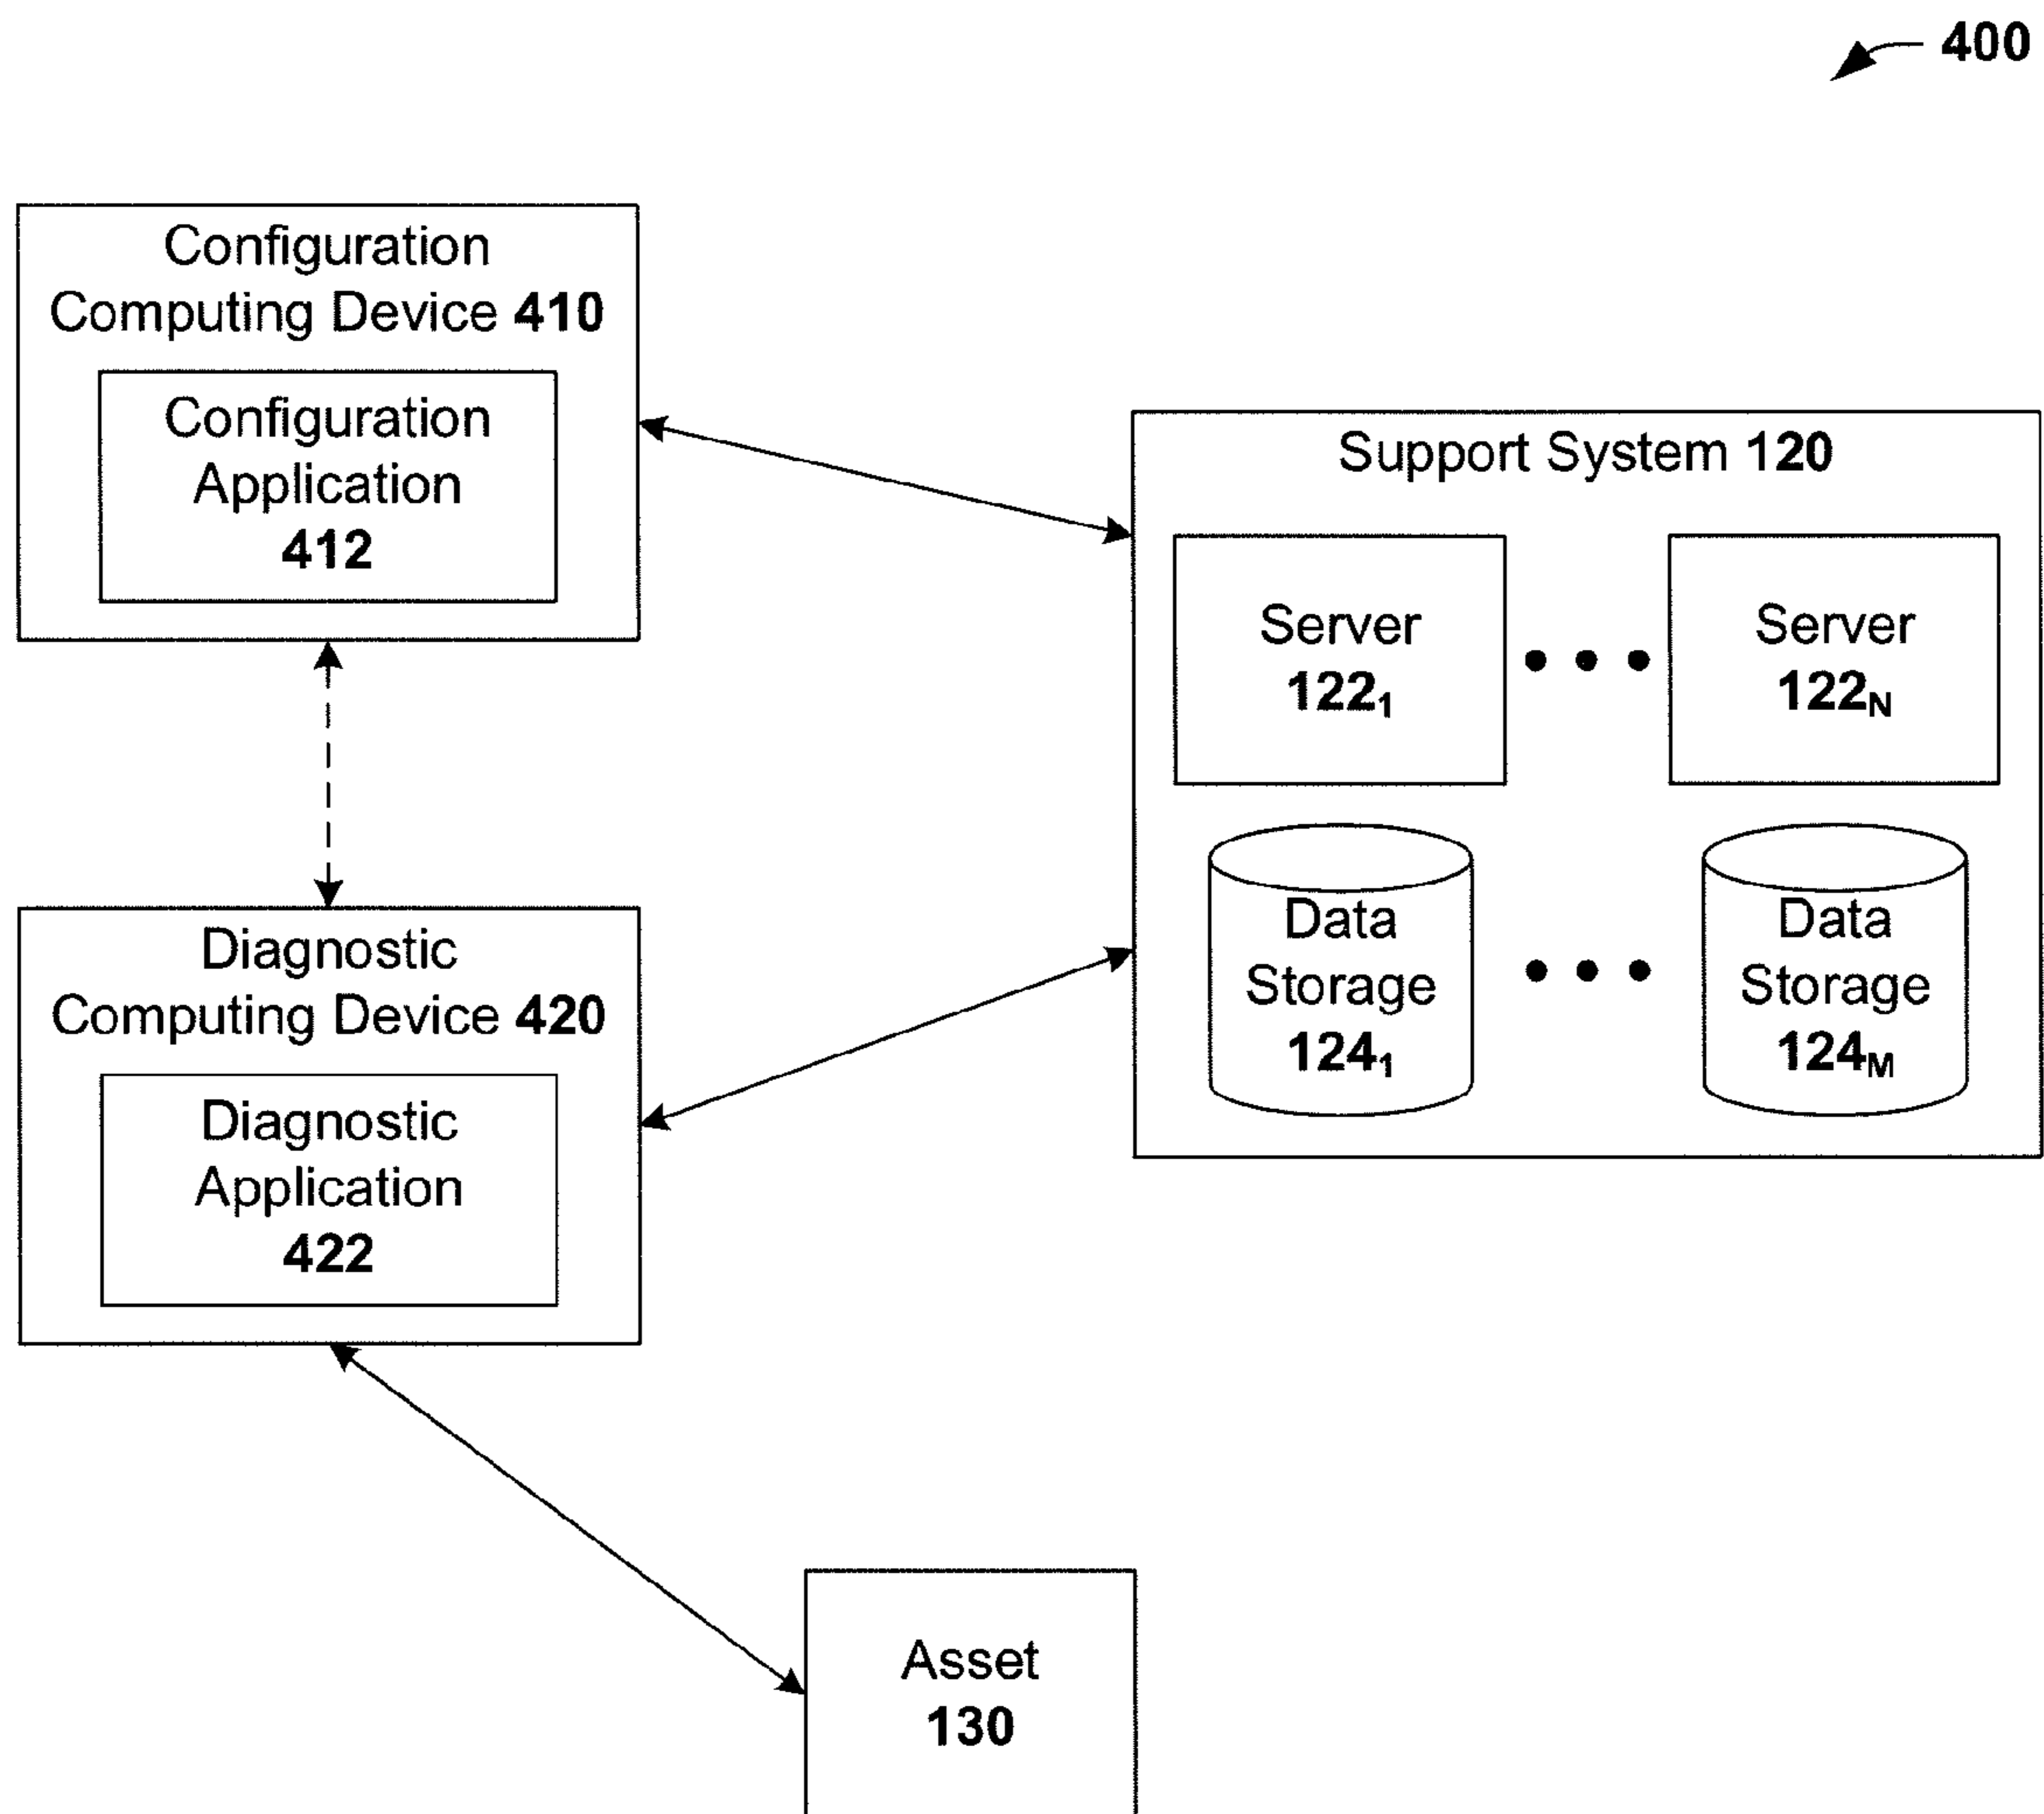 400
Configuration
Computing Device 410
Configuration
Application
412
Support System 120
Server
122₁
Server
122ₙ
Data
Storage
124₁
Data
Storage
124ₘ
Diagnostic
Computing Device 420
Diagnostic
Application
422
Asset
130